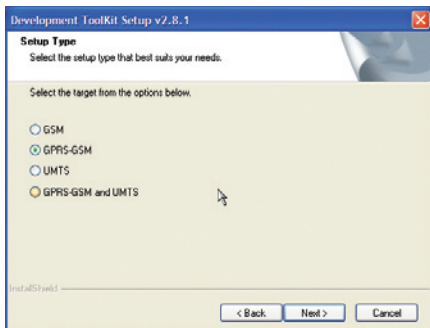 Development ToolKit Setup v2.8.1
Setup Type
Select the setup type that best suits your needs.
Select the target from the options below.
GSM
GPRS-GSM
UMTS
GPRS-GSM and UMTS
InstallShield
< Back Next > Cancel